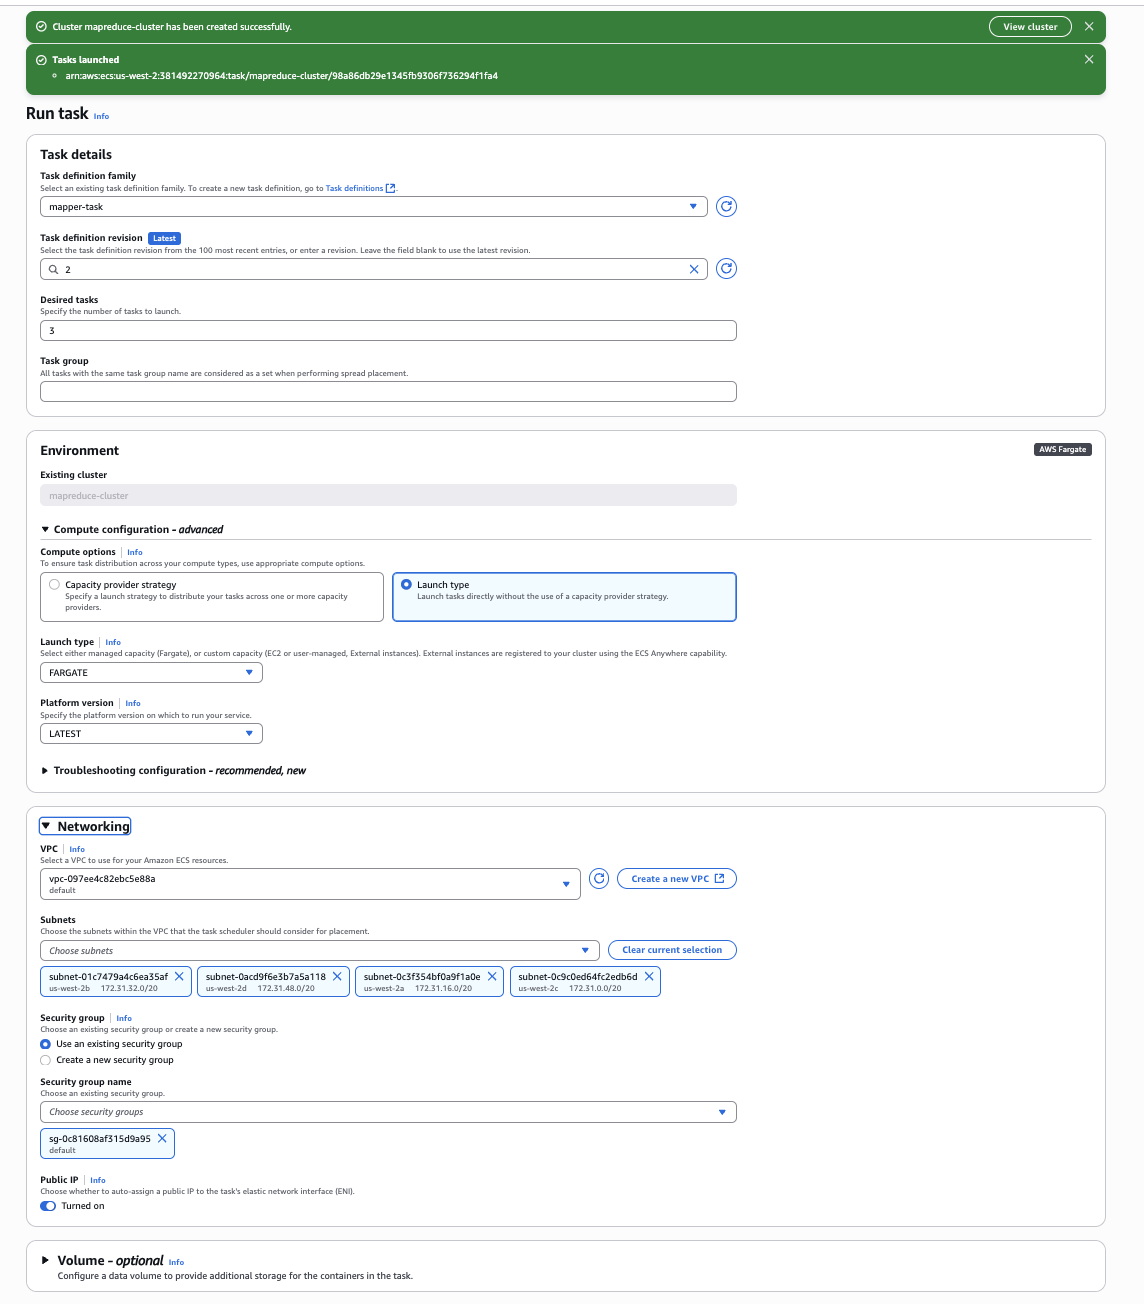 Cluster mapreduce-cluster has been created successfully.
View cluster
Tasks launched
arn:aws:ecs:us-west-2:381492270964:task/mapreduce-cluster/98a86db29e1345fb9306f736294f1fa4
Run task Info
Task details
Task definition family
Select an existing task definition family. To create a new task definition, go to Task definitions.
mapper-task
Task definition revision Latest
Select the task definition revision from the 100 most recent entries, or enter a revision. Leave the field blank to use the latest revision.
2
Desired tasks
Specify the number of tasks to launch.
3
Task group
All tasks with the same task group name are considered as a set when performing spread placement.
Environment
AWS Fargate
Existing cluster
mapreduce-cluster
Compute configuration - advanced
Compute options Info
To ensure task distribution across your compute types, use appropriate compute options.
Capacity provider strategy
Specify a launch strategy to distribute your tasks across one or more capacity
providers.
Launch type
Launch tasks directly without the use of a capacity provider strategy.
Launch type Info
Select either managed capacity (Fargate), or custom capacity (EC2 or user-managed, External instances). External instances are registered to your cluster using the ECS Anywhere capability.
FARGATE
Platform version Info
Specify the platform version on which to run your service.
LATEST
Troubleshooting configuration - recommended, new
Networking
VPC Info
Select a VPC to use for your Amazon ECS resources.
vpc-097ee4c82ebc5e88a
default
Create a new VPC
Subnets
Choose the subnets within the VPC that the task scheduler should consider for placement.
Choose subnets
Clear current selection
subnet-01c7479a4c6ea35af
us-west-2b 172.31.32.0/20
subnet-0acd9f6e3b7a5a118
us-west-2d 172.31.48.0/20
subnet-0c3f354bf0a9f1a0e
us-west-2a 172.31.16.0/20
subnet-0c9c0ed64fc2edb6d
us-west-2c 172.31.0.0/20
Security group Info
Choose an existing security group or create a new security group.
Use an existing security group
Create a new security group
Security group name
Choose an existing security group.
Choose security groups
sg-0c81608af315d9a95
default
Public IP Info
Choose whether to auto-assign a public IP to the task's elastic network interface (ENI).
Turned on
Volume - optional Info
Configure a data volume to provide additional storage for the containers in the task.